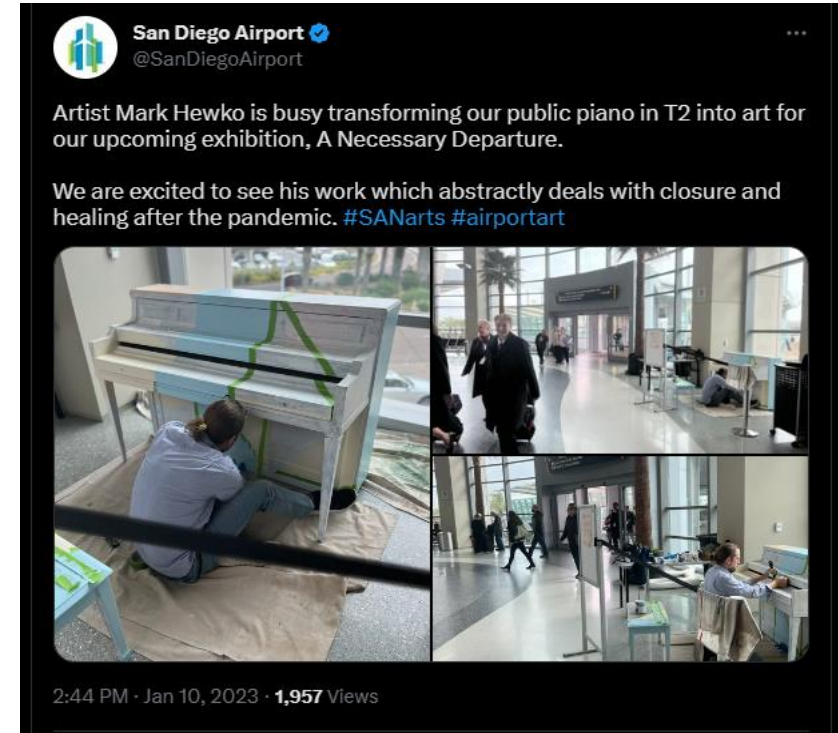 San Diego Airport
@SanDiegoAirport
Artist Mark Hewko is busy transforming our public piano in T2 into art for
our upcoming exhibition, A Necessary Departure.
We are excited to see his work which abstractly deals with closure and
healing after the pandemic. #SANarts #airportart
2:44 PM · Jan 10, 2023 · 1,957 Views